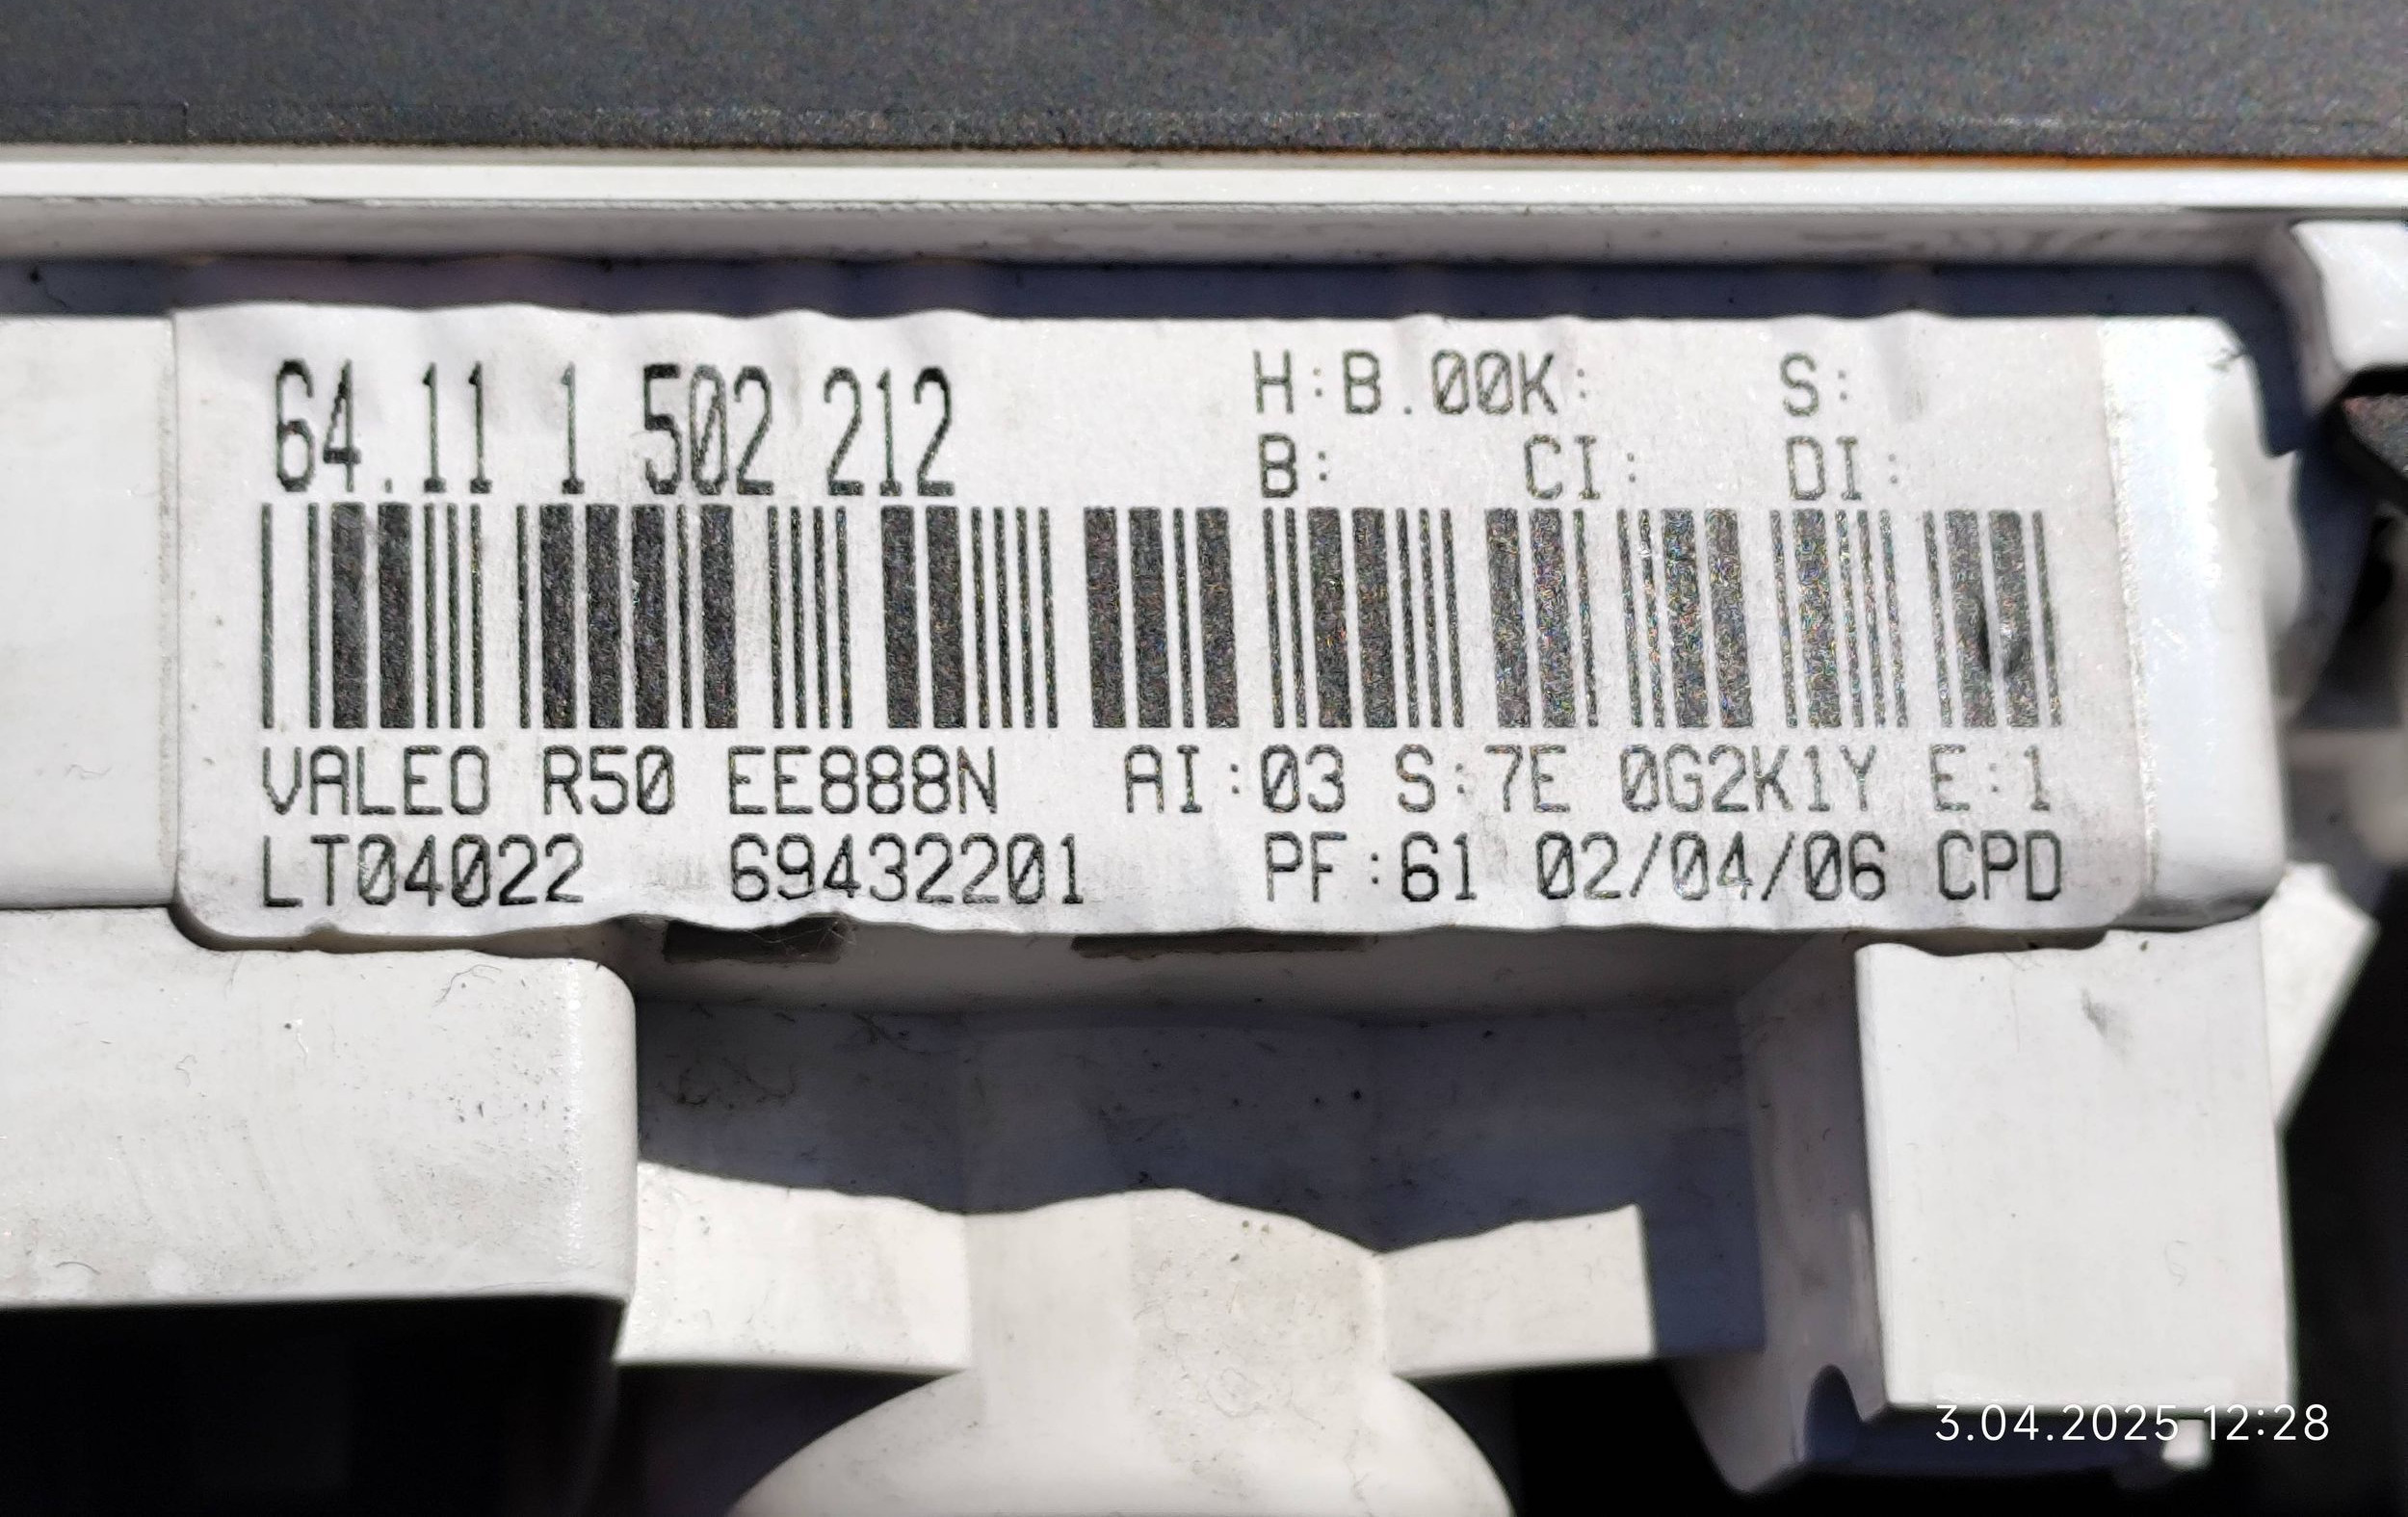 64.11 1 502 212
H:B.00K: S:
B: CI: DI:
VALEO R50 EE888N AI:03 S:7E 0G2K1Y E:1
LT04022 69432201 PF:61 02/04/06 CPD
3.04.2025 12:28